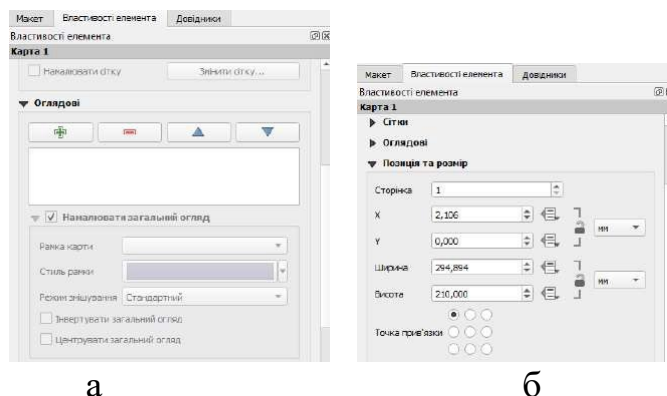 Макет Властивості елемента Довідники
Властивості елемента
Карта 1
Намалювати сітку Змінити сітку...
Оглядові
Намалювати загальний огляд
Рамка карти
Стиль рамки
Режим змішування Стандартний
Інвертувати загальний огляд
Центрувати загальний огляд
а
Макет Властивості елемента Довідники
Властивості елемента
Карта 1
Сітки
Оглядові
Позиція та розмір
Сторінка 1
X 2,106
Y 0,000
мм
Ширина 294,894
Висота 210,000
мм
Точка прив'язки
б